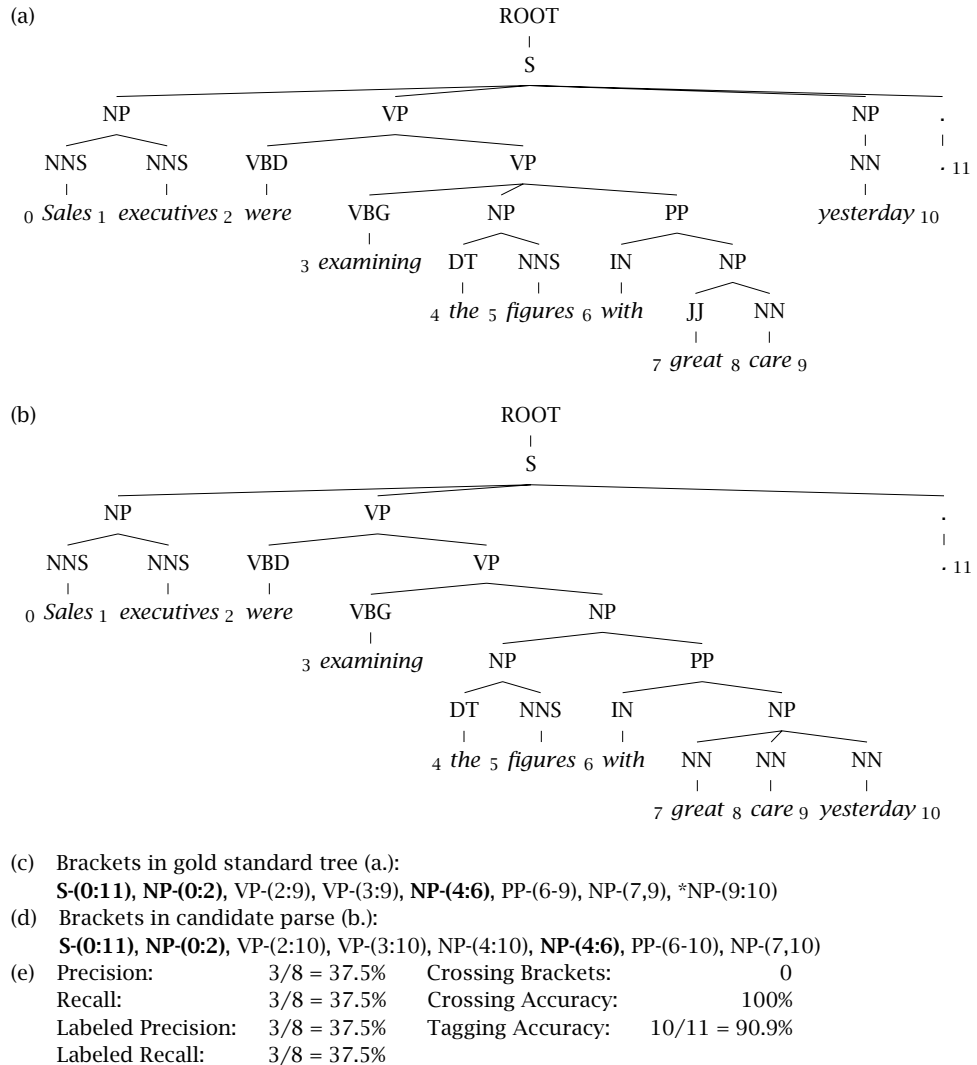 (a) ROOT
S
NP VP NP .
NNS NNS VBD VP NN . 11
0 Sales 1 executives 2 were VBG NP PP yesterday 10
3 examining DT NNS IN NP
4 the 5 figures 6 with JJ NN
7 great 8 care 9
(b) ROOT
S
NP VP .
NNS NNS VBD VP . 11
0 Sales 1 executives 2 were VBG NP
3 examining NP PP
DT NNS IN NP
4 the 5 figures 6 with NN NN NN
7 great 8 care 9 yesterday 10
(c) Brackets in gold standard tree (a.):
S-(0:11), NP-(0:2), VP-(2:9), VP-(3:9), NP-(4:6), PP-(6-9), NP-(7,9), *NP-(9:10)
(d) Brackets in candidate parse (b.):
S-(0:11), NP-(0:2), VP-(2:10), VP-(3:10), NP-(4:10), NP-(4:6), PP-(6-10), NP-(7,10)
(e) Precision: 3/8 = 37.5% Crossing Brackets: 0
Recall: 3/8 = 37.5% Crossing Accuracy: 100%
Labeled Precision: 3/8 = 37.5% Tagging Accuracy: 10/11 = 90.9%
Labeled Recall: 3/8 = 37.5%